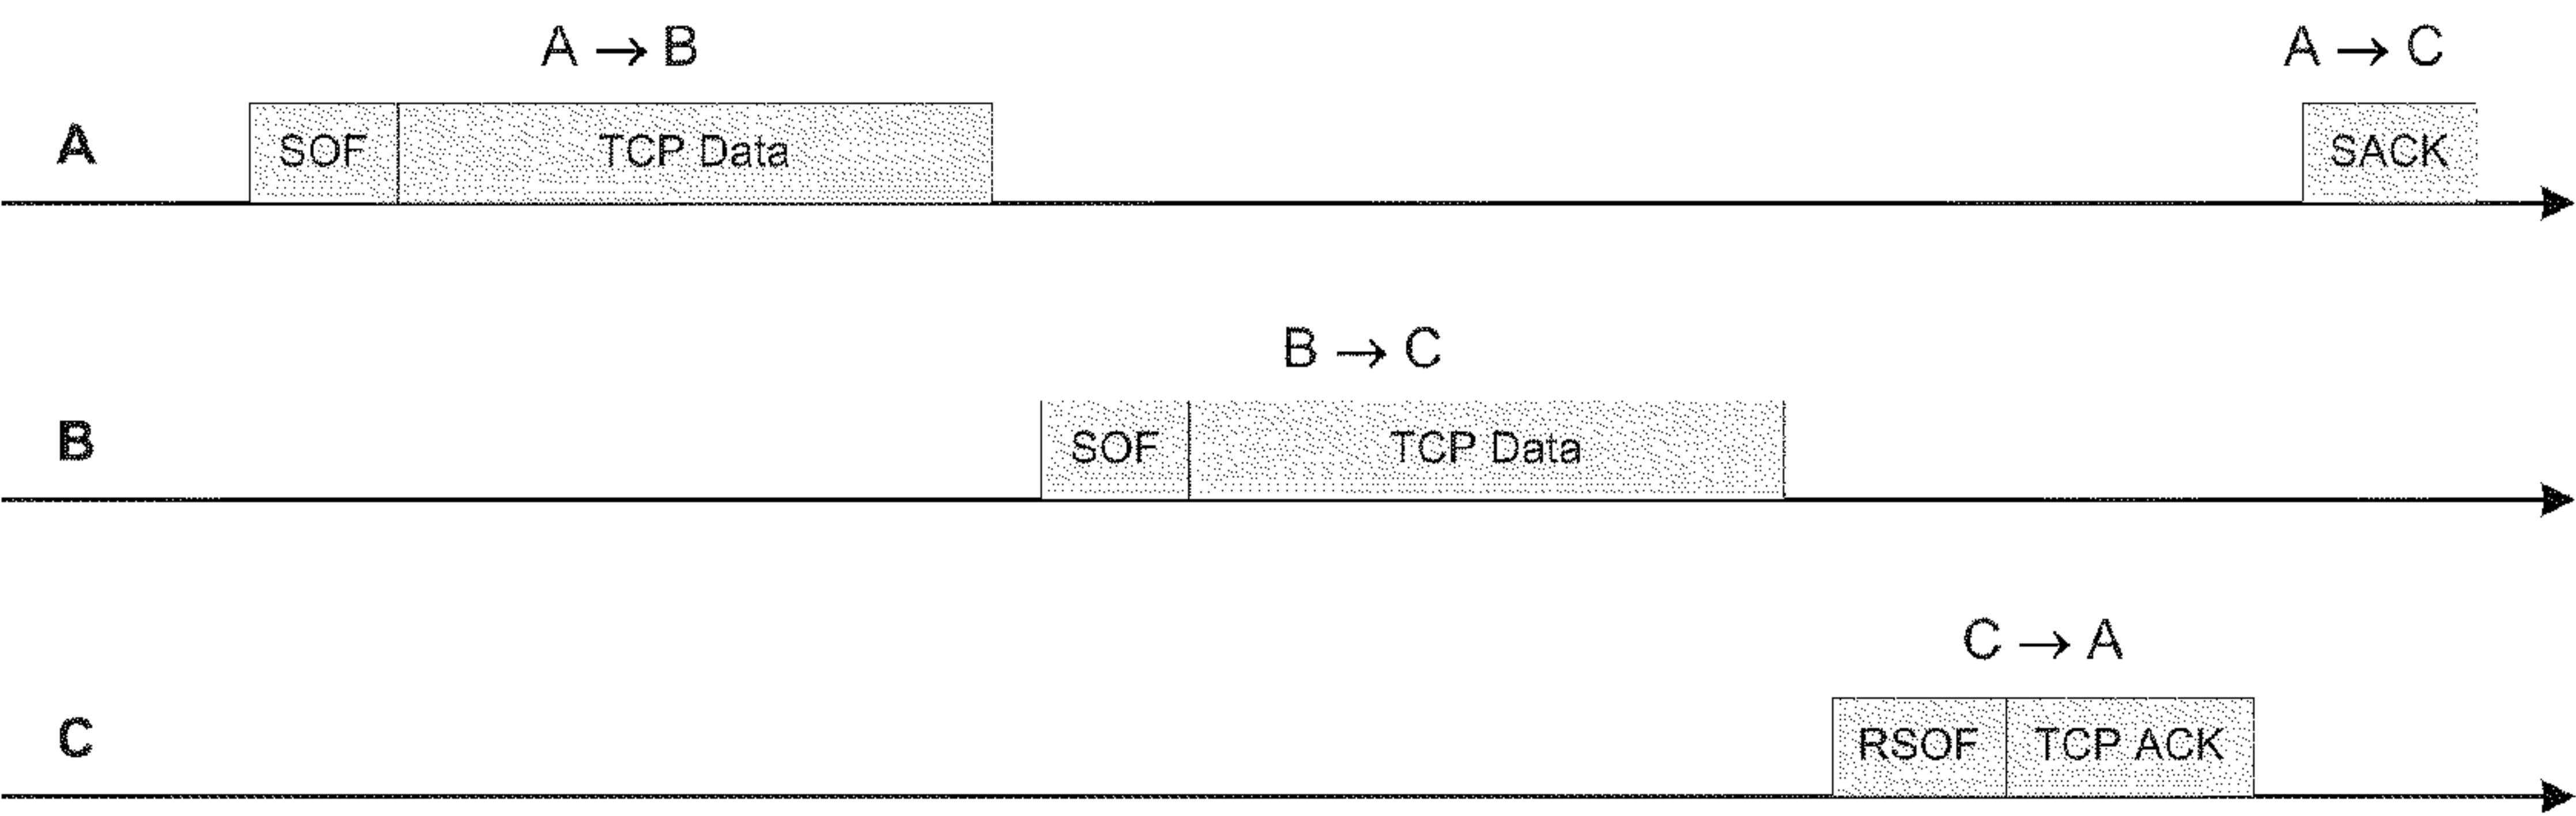 A → B
A → C
A
SOF
TCP Data
SACK
B → C
B
SOF
TCP Data
C → A
C
RSOF
TCP ACK